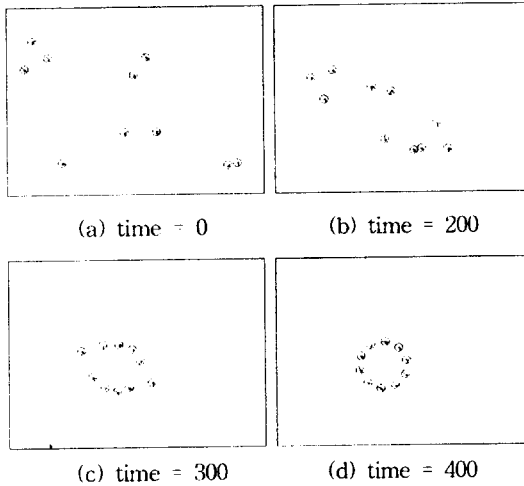 (a) time = 0
(b) time = 200
(c) time = 300
(d) time = 400